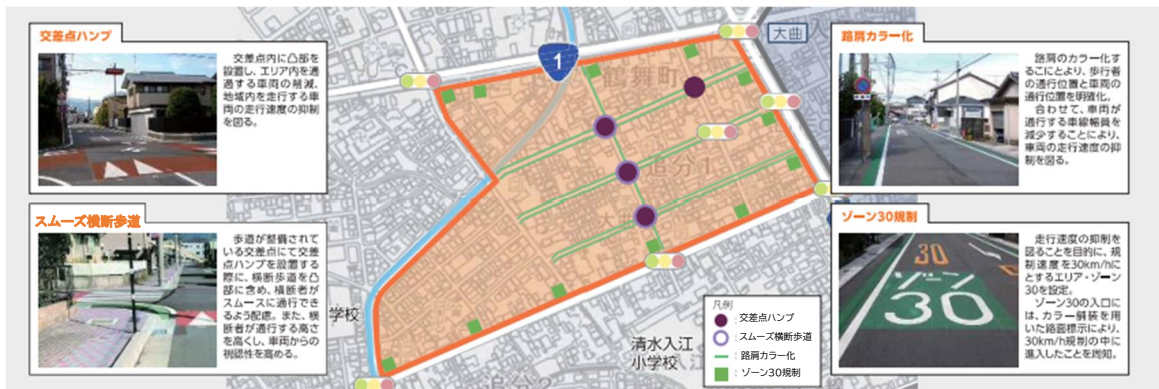 交差点ハンプ
交差点内に凸部を
設置し、エリア内を通
過する車両の削減、
地域内を走行する車
両の走行速度の抑制
を図る。
スムーズ横断歩道
歩道が整備されて
いる交差点にて交差
点ハンプを設置する
際に、横断歩道を凸
部に含め、横断者が
スムースに通行でき
るよう配慮。また、横
断者が通行する高さ
を高くし、車両からの
視認性を高める。
1
大曲
鶴舞町
追分1
大曲
学校
清水入江
小学校
追分2
凡例
交差点ハンプ
スムーズ横断歩道
路肩カラー化
ゾーン30規制
路肩カラー化
路肩のカラー化す
ることにより、歩行者
の通行位置と車両の
通行位置を明確化。
合わせて、車両が
通行する車線幅員を
減少することにより、
車両の走行速度の抑
制を図る。
ゾーン30規制
30
ゾーン
30
走行速度の抑制を
図ることを目的に、規
制速度を30km/hに
とするエリア・ゾーン
30を設定。
ゾーン30の入口に
は、カラー舗装を用い
た路面標示により、
30km/h規制の中に
進入したことを周知。